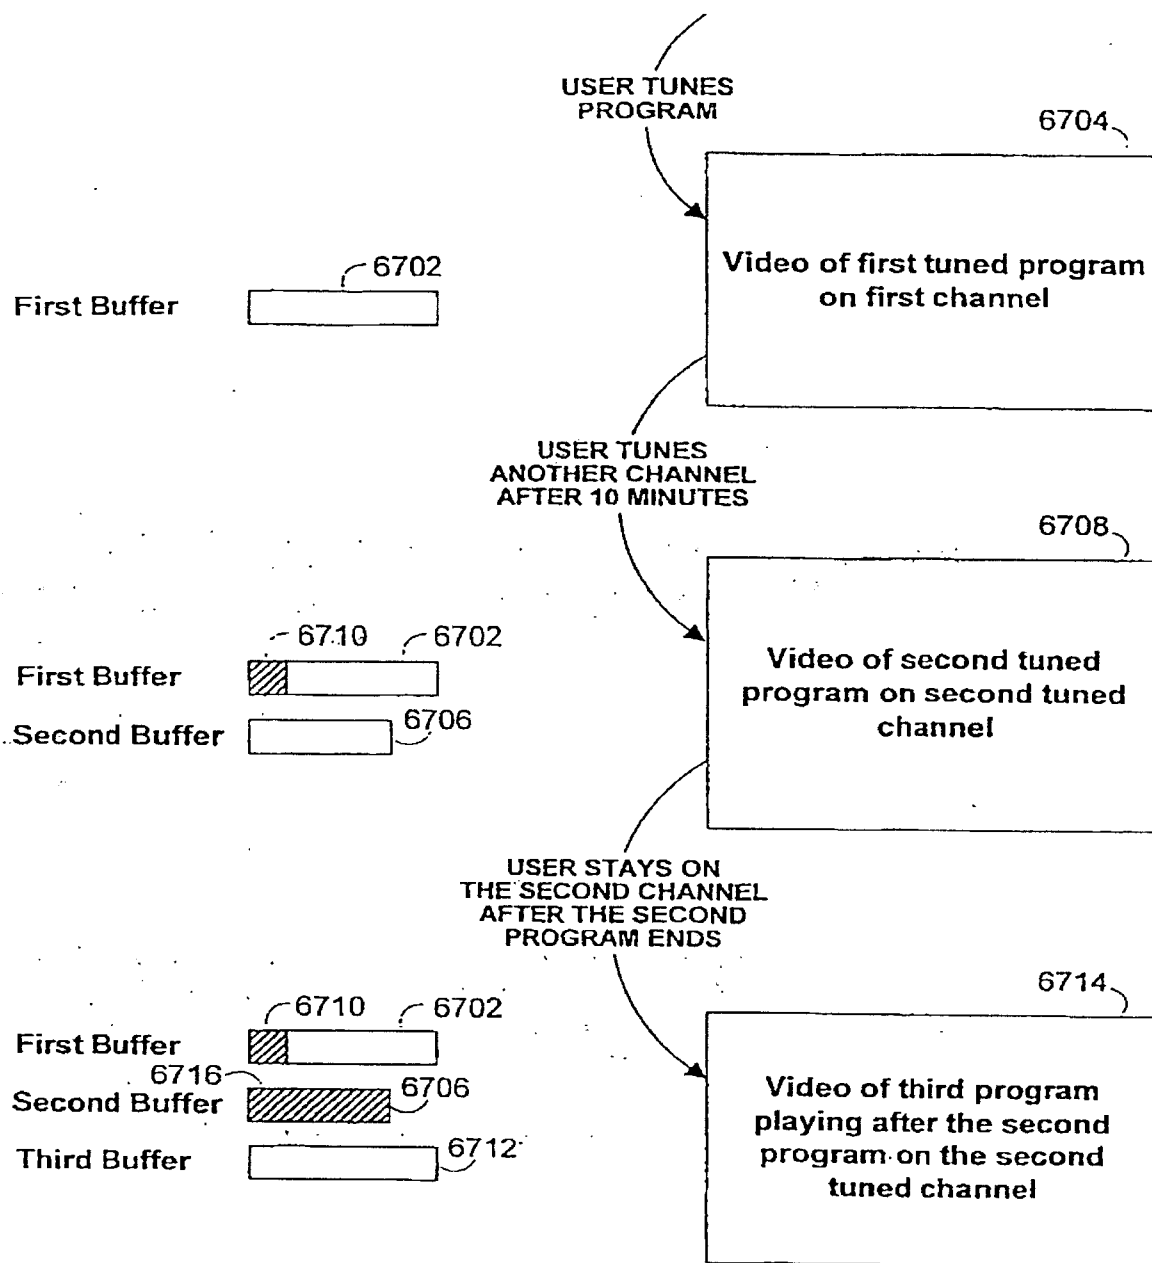 USER TUNES
PROGRAM
6704
Video of first tuned program
on first channel
6702
First Buffer
USER TUNES
ANOTHER CHANNEL
AFTER 10 MINUTES
6708
Video of second tuned
program on second tuned
channel
6710 6702
First Buffer
6706
Second Buffer
USER STAYS ON
THE SECOND CHANNEL
AFTER THE SECOND
PROGRAM ENDS
6714
Video of third program
playing after the second
program on the second
tuned channel
6710 6702
First Buffer
6716
Second Buffer 6706
Third Buffer 6712